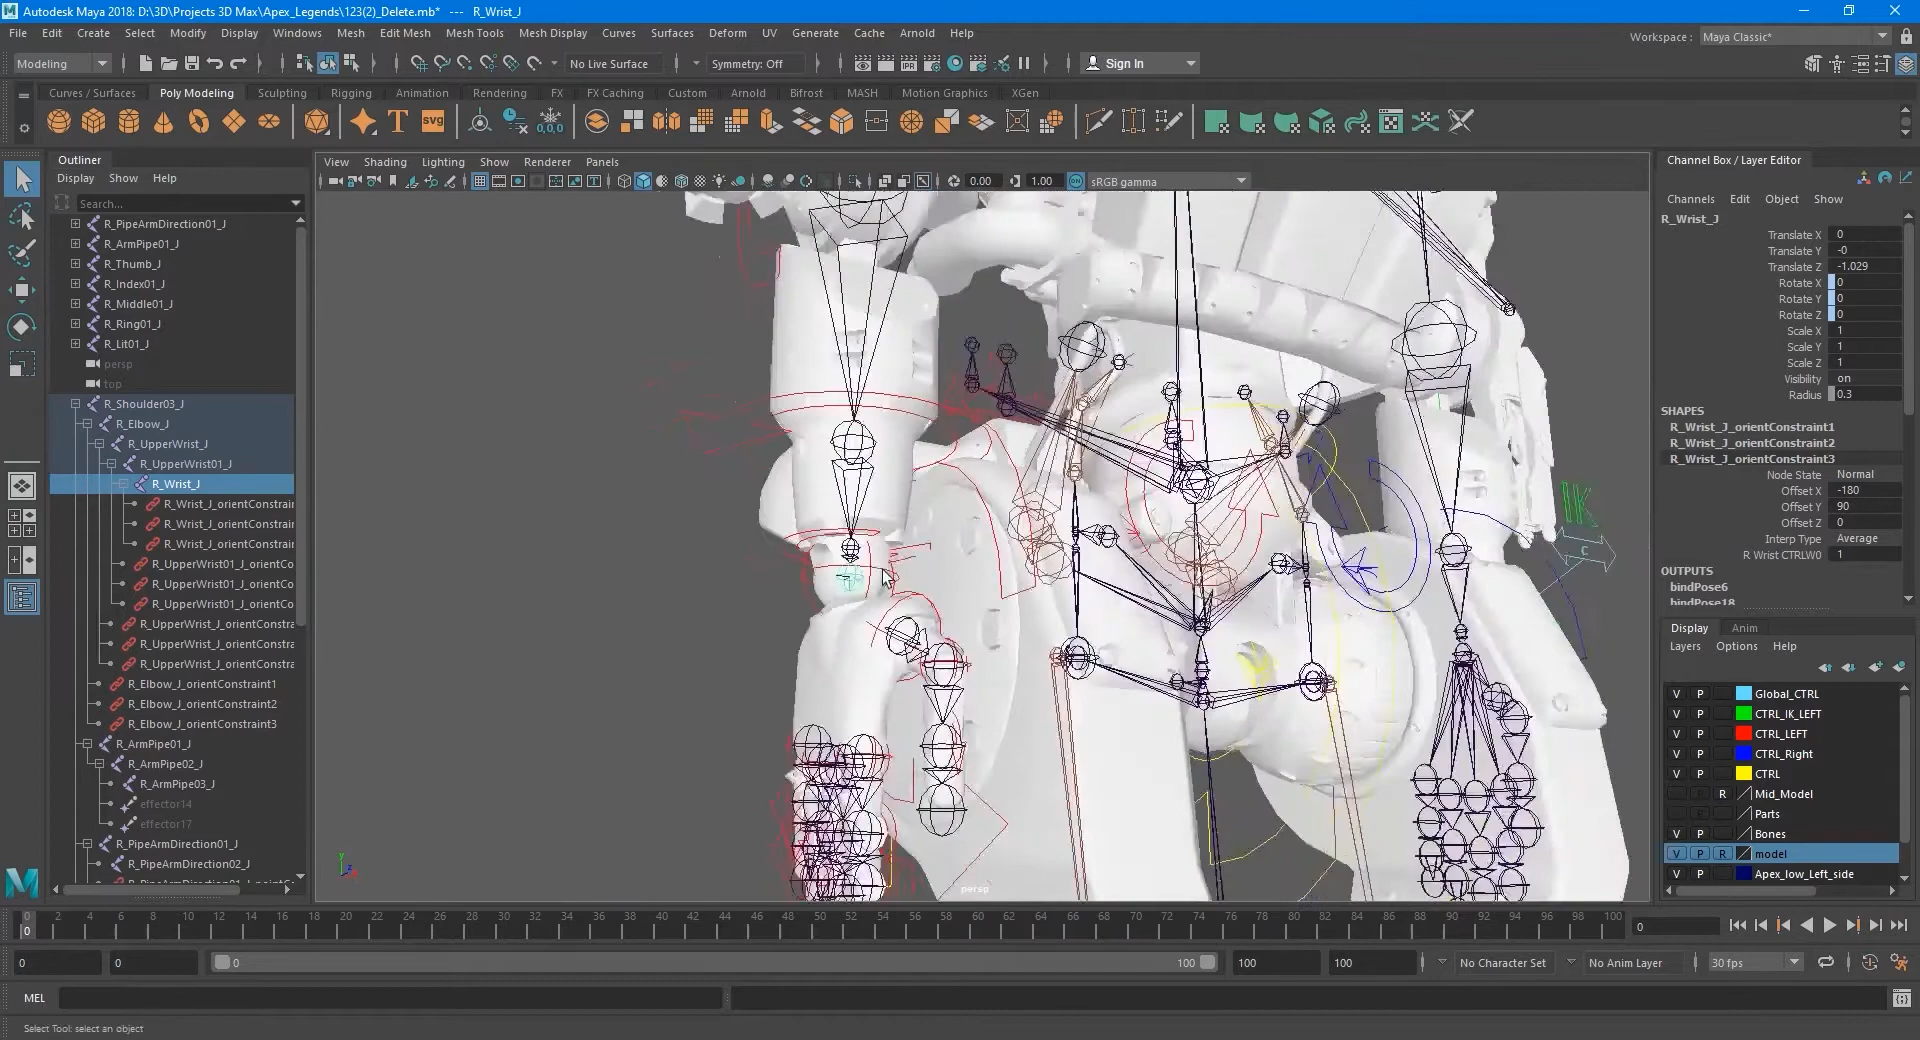 Autodesk Maya 2018: D:\3D\Projects 3D Max\Apex_Legends\123(2)_Delete.mb* --- R_Wrist_J
File Edit Create Select Modify Display Windows Mesh Edit Mesh Mesh Tools Mesh Display Curves Surfaces Deform UV Generate Cache Arnold Help
Workspace : Maya Classic*
Modeling No Live Surface Symmetry: Off Sign In
Curves / Surfaces Poly Modeling Sculpting Rigging Animation Rendering FX FX Caching Custom Arnold Bifrost MASH Motion Graphics XGen
T svg 0,0,0
Outliner
Display Show Help
Search...
R_PipeArmDirection01_J
R_ArmPipe01_J
R_Thumb_J
R_Index01_J
R_Middle01_J
R_Ring01_J
R_Lit01_J
persp
top
R_Shoulder03_J
R_Elbow_J
R_UpperWrist_J
R_UpperWrist01_J
R_Wrist_J
R_Wrist_J_orientConstrair
R_Wrist_J_orientConstrair
R_Wrist_J_orientConstrair
R_UpperWrist01_J_orientCo
R_UpperWrist01_J_orientCo
R_UpperWrist01_J_orientCo
R_UpperWrist_J_orientConstra
R_UpperWrist_J_orientConstra
R_UpperWrist_J_orientConstra
R_Elbow_J_orientConstraint1
R_Elbow_J_orientConstraint2
R_Elbow_J_orientConstraint3
R_ArmPipe01_J
R_ArmPipe02_J
R_ArmPipe03_J
effector14
effector17
R_PipeArmDirection01_J
R_PipeArmDirection02_J
View Shading Lighting Show Renderer Panels
0.00 1.00 sRGB gamma
IK
C
persp
Channel Box / Layer Editor
Channels Edit Object Show
R_Wrist_J
Translate X 0
Translate Y -0
Translate Z -1.029
Rotate X 0
Rotate Y 0
Rotate Z 0
Scale X 1
Scale Y 1
Scale Z 1
Visibility on
Radius 0.3
SHAPES
R_Wrist_J_orientConstraint1
R_Wrist_J_orientConstraint2
R_Wrist_J_orientConstraint3
Node State Normal
Offset X -180
Offset Y 90
Offset Z 0
Interp Type Average
R Wrist CTRLW0 1
OUTPUTS
bindPose6
bindPose18
Display Anim
Layers Options Help
V P Global_CTRL
V P CTRL_IK_LEFT
V P CTRL_LEFT
V P CTRL_Right
V P CTRL
R Mid_Model
Parts
V P Bones
V P R model
V P Apex_low_Left_side
0 2 4 6 8 10 12 14 16 18 20 22 24 26 28 30 32 34 36 38 40 42 44 46 48 50 52 54 56 58 60 62 64 66 68 70 72 74 76 78 80 82 84 86 88 90 92 94 96 98 100
0 0
0 0 0 100 100 100 No Character Set No Anim Layer 30 fps
MEL
Select Tool: select an object